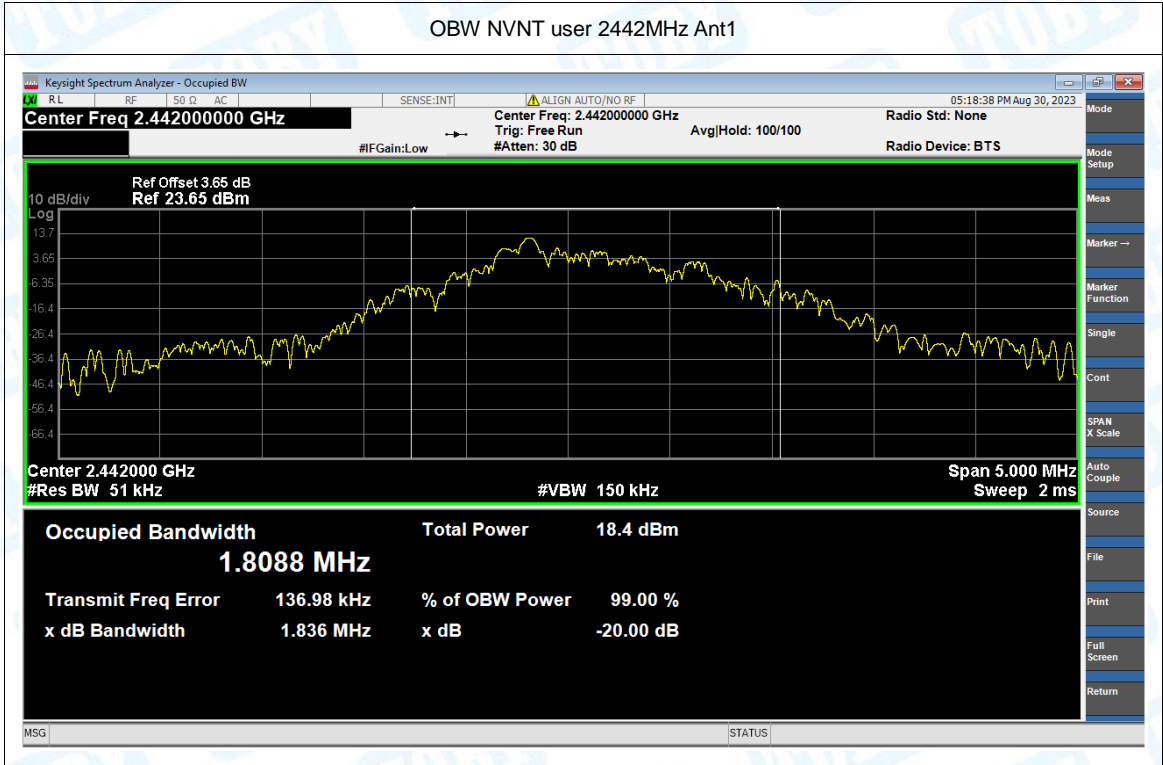 OBW NVNT user 2442MHz Ant1
Keysight Spectrum Analyzer - Occupied BW
LXI RL RF 50 Ω AC SENSE:INT ALIGN AUTO/NO RF 05:18:38 PM Aug 30, 2023
Center Freq 2.442000000 GHz
Center Freq: 2.442000000 GHz Radio Std: None
Trig: Free Run Avg|Hold: 100/100
#IFGain:Low #Atten: 30 dB Radio Device: BTS
Ref Offset 3.65 dB
10 dB/div Ref 23.65 dBm
Log
13.7
3.65
-6.35
-16.4
-26.4
-36.4
-46.4
-56.4
-66.4
Center 2.442000 GHz Span 5.000 MHz
#Res BW 51 kHz #VBW 150 kHz Sweep 2 ms
Occupied Bandwidth Total Power 18.4 dBm
1.8088 MHz
Transmit Freq Error 136.98 kHz % of OBW Power 99.00 %
x dB Bandwidth 1.836 MHz x dB -20.00 dB
Mode
Mode
Setup
Meas
Marker →
Marker
Function
Single
Cont
SPAN
X Scale
Auto
Couple
Source
File
Print
Full
Screen
Return
MSG STATUS
TOBY